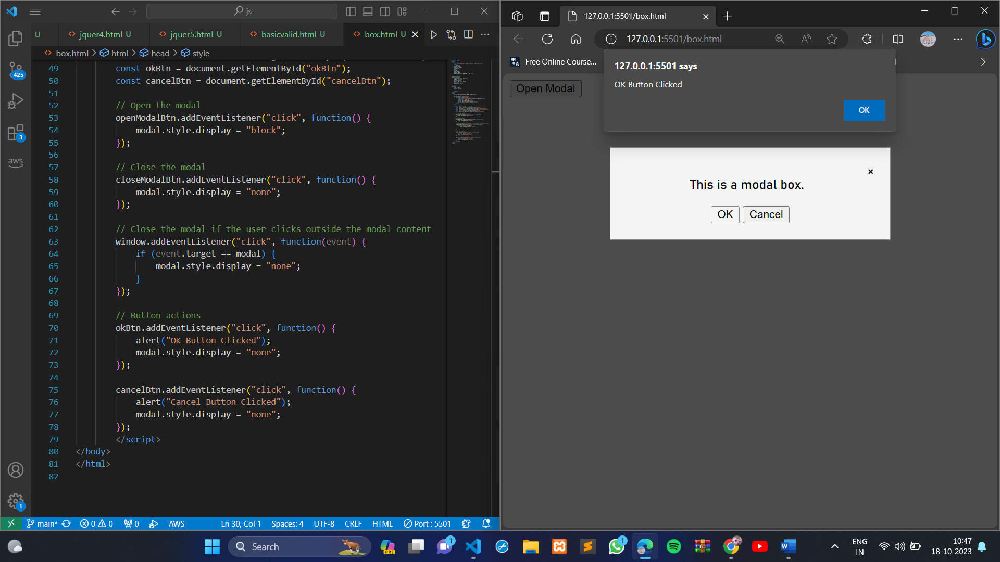 js
U
jquer4.html U
jquer5.html U
basicvalid.html U
box.html U
box.html > html > head > style
49 const okBtn = document.getElementById("okBtn");
50 const cancelBtn = document.getElementById("cancelBtn");
51
52 // Open the modal
53 openModalBtn.addEventListener("click", function() {
54 modal.style.display = "block";
55 });
56
57 // Close the modal
58 closeModalBtn.addEventListener("click", function() {
59 modal.style.display = "none";
60 });
61
62 // Close the modal if the user clicks outside the modal content
63 window.addEventListener("click", function(event) {
64 if (event.target == modal) {
65 modal.style.display = "none";
66 }
67 });
68
69 // Button actions
70 okBtn.addEventListener("click", function() {
71 alert("OK Button Clicked");
72 modal.style.display = "none";
73 });
74
75 cancelBtn.addEventListener("click", function() {
76 alert("Cancel Button Clicked");
77 modal.style.display = "none";
78 });
79 </script>
80 </body>
81 </html>
82
425
3
aws
1
main* 0 0 0 AWS Ln 30, Col 1 Spaces: 4 UTF-8 CRLF HTML Port : 5501
127.0.0.1:5501/box.html
127.0.0.1:5501/box.html
Free Online Course...
127.0.0.1:5501 says
OK Button Clicked
OK
Open Modal
×
This is a modal box.
OK Cancel
Search
PRE
1
1
W
ENG
IN
10:47
18-10-2023